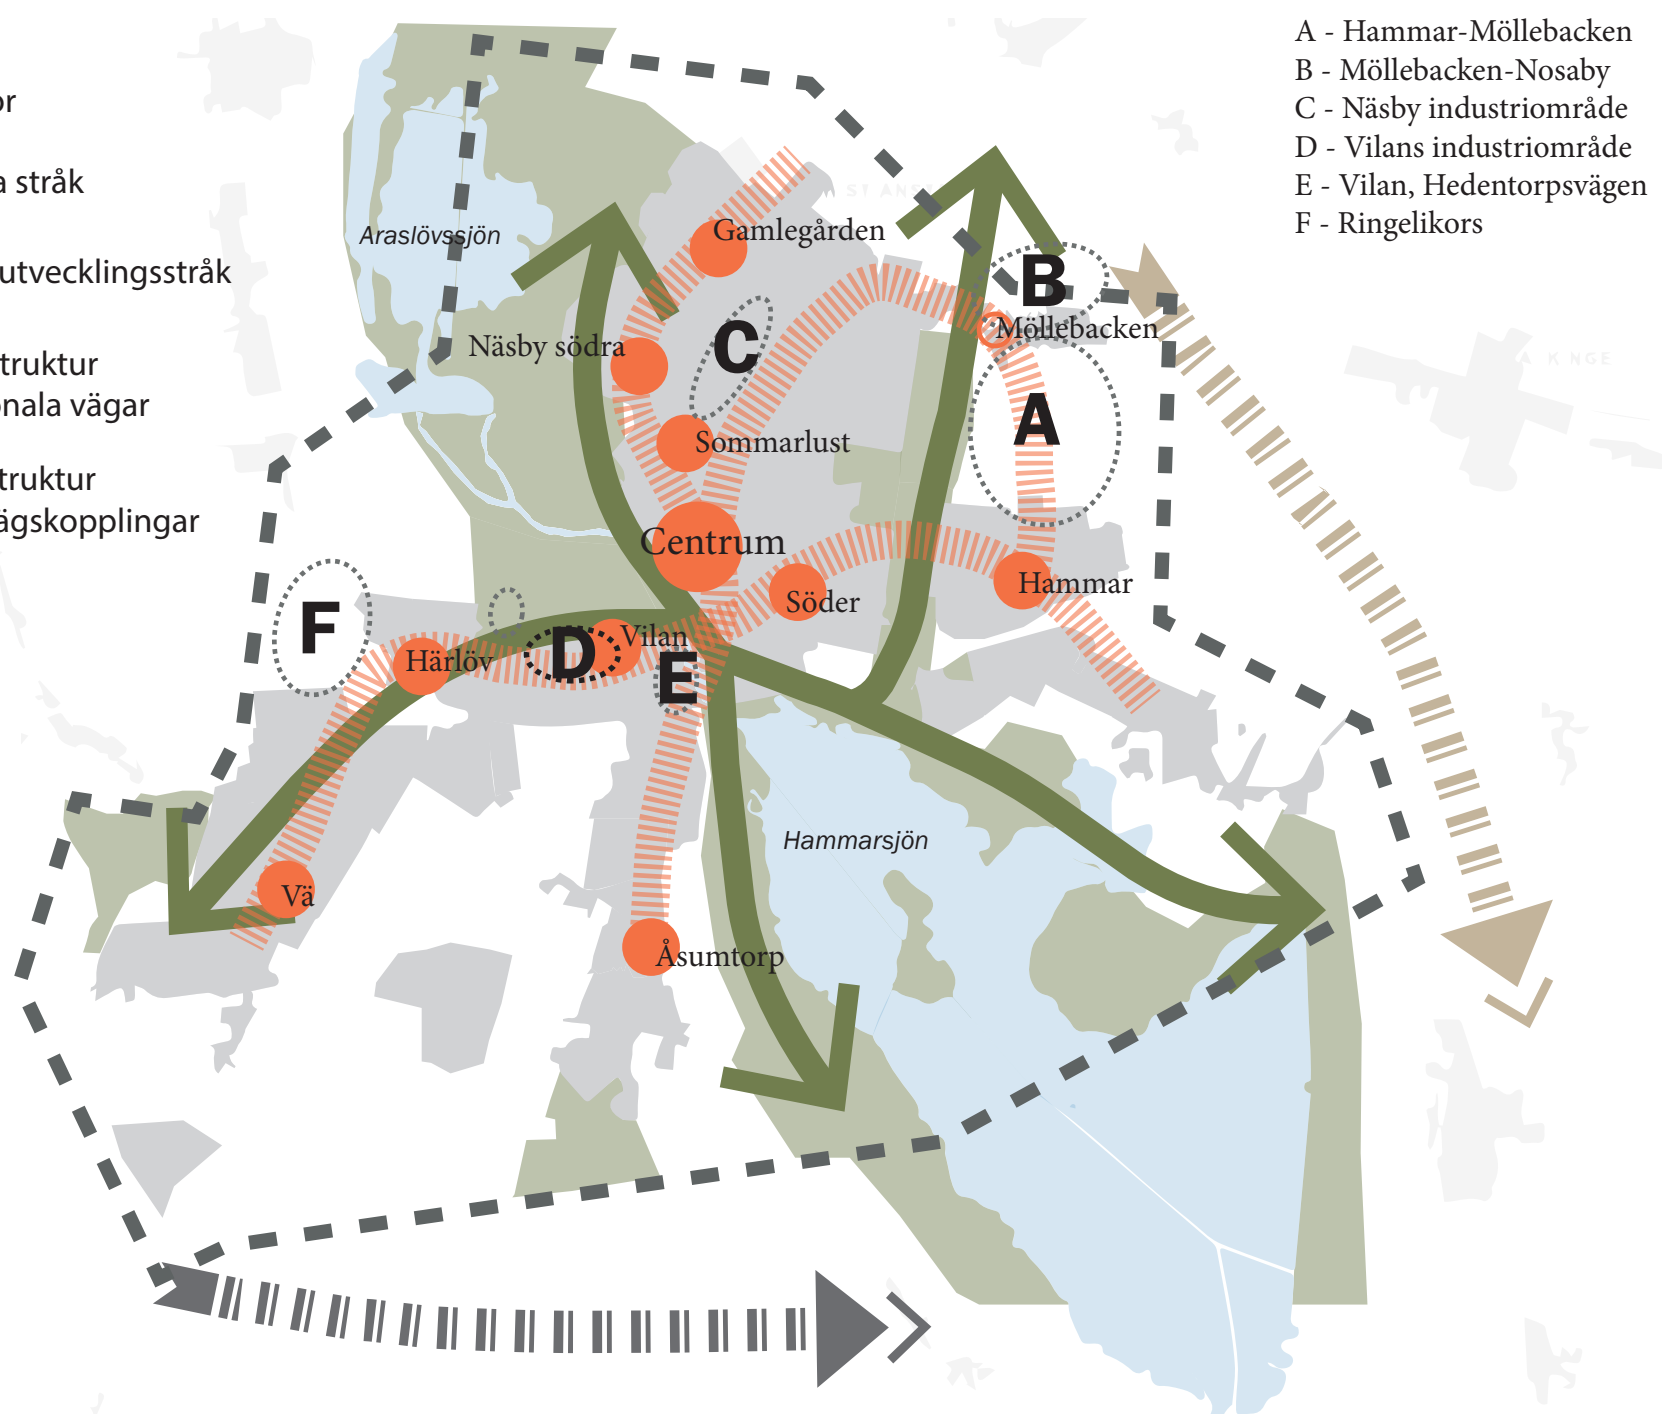 A - Hammar-Möllebacken
B - Möllebacken-Nosaby
C - Näsby industriområde
D - Vilans industriområde
E - Vilan, Hedentorpsvägen
F - Ringelikors
or
a stråk
utvecklingsstråk
truktur
onala vägar
truktur
ägskopplingar
Araslövssjön
Gamlegården
B
Möllebacken
Näsby södra
C
A
Sommarlust
Centrum
Hammar
Söder
F
Vilan
D
Härlöv
E
Hammarsjön
Vä
Åsumtorp